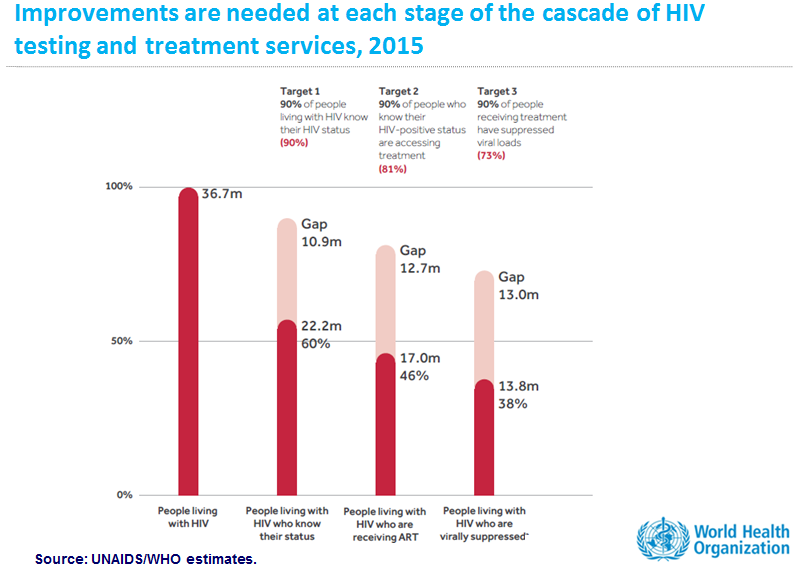 Improvements are needed at each stage of the cascade of HIV
testing and treatment services, 2015
Target 1
90% of people
living with HIV know
their HIV status
(90%)
Target 2
90% of people who
know their
HIV-positive status
are accessing
treatment
(81%)
Target 3
90% of people
receiving treatment
have suppressed
viral loads
(73%)
100%
50%
0%
36.7m
Gap
10.9m
22.2m
60%
Gap
12.7m
17.0m
46%
Gap
13.0m
13.8m
38%
People living
with HIV
People living with
HIV who know
their status
People living with
HIV who are
receiving ART
People living with
HIV who are
virally suppressed*
Source: UNAIDS/WHO estimates.
World Health
Organization